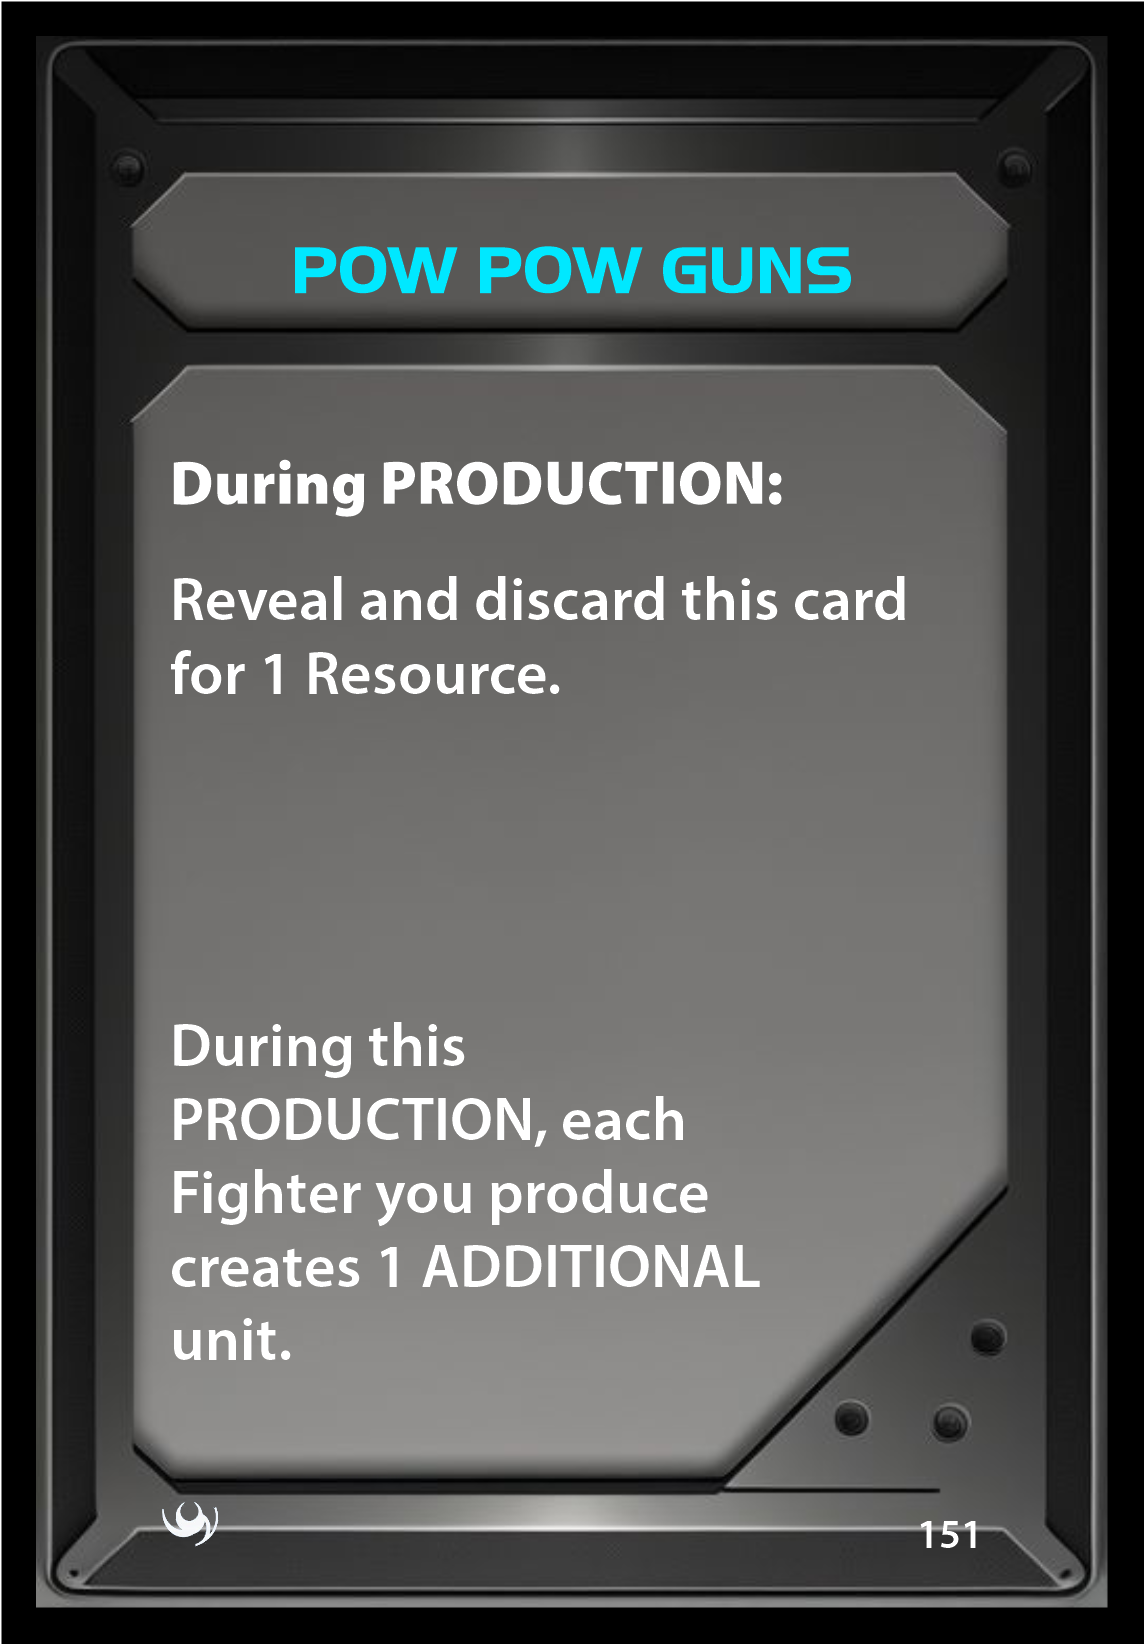 POW POW GUNS
During PRODUCTION:
Reveal and discard this card
for 1 Resource.
During this
PRODUCTION, each
Fighter you produce
creates 1 ADDITIONAL
unit.
151